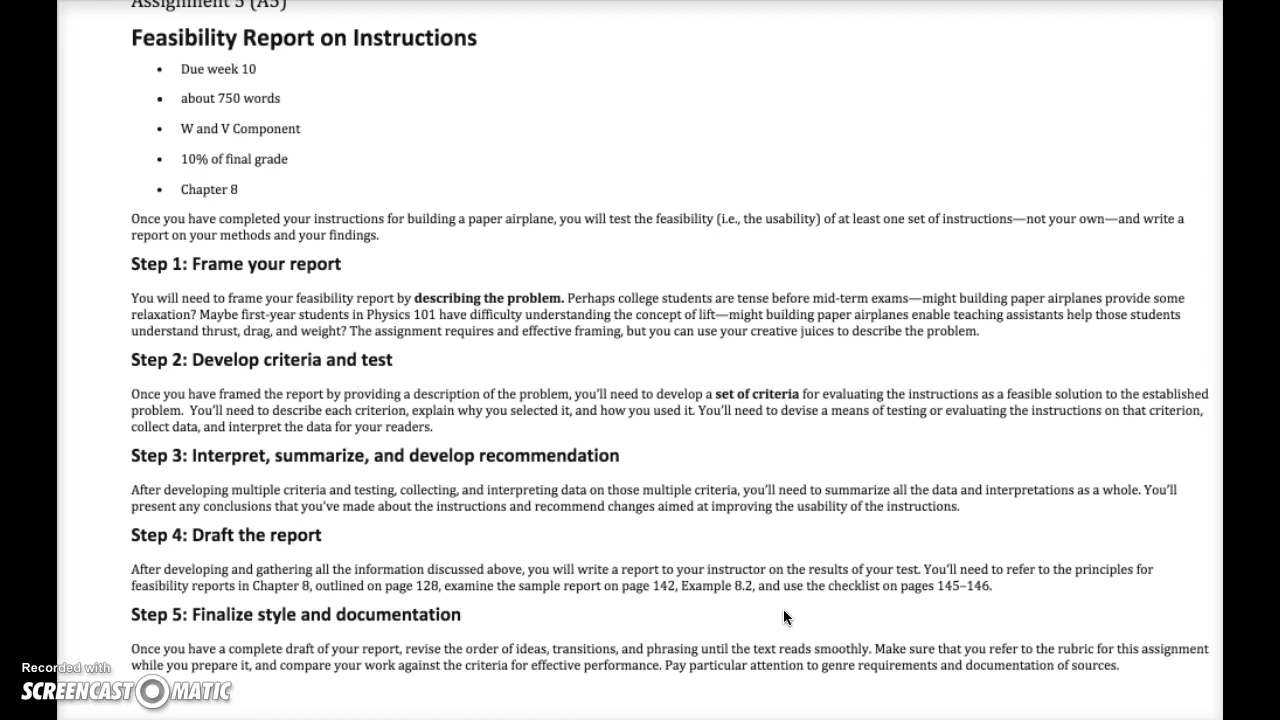 Assignment 5 (A5)
Feasibility Report on Instructions
• Due week 10
• about 750 words
• W and V Component
• 10% of final grade
• Chapter 8
Once you have completed your instructions for building a paper airplane, you will test the feasibility (i.e., the usability) of at least one set of instructions—not your own—and write a
report on your methods and your findings.
Step 1: Frame your report
You will need to frame your feasibility report by describing the problem. Perhaps college students are tense before mid-term exams—might building paper airplanes provide some
relaxation? Maybe first-year students in Physics 101 have difficulty understanding the concept of lift—might building paper airplanes enable teaching assistants help those students
understand thrust, drag, and weight? The assignment requires and effective framing, but you can use your creative juices to describe the problem.
Step 2: Develop criteria and test
Once you have framed the report by providing a description of the problem, you'll need to develop a set of criteria for evaluating the instructions as a feasible solution to the established
problem.  You'll need to describe each criterion, explain why you selected it, and how you used it. You'll need to devise a means of testing or evaluating the instructions on that criterion,
collect data, and interpret the data for your readers.
Step 3: Interpret, summarize, and develop recommendation
After developing multiple criteria and testing, collecting, and interpreting data on those multiple criteria, you'll need to summarize all the data and interpretations as a whole. You'll
present any conclusions that you've made about the instructions and recommend changes aimed at improving the usability of the instructions.
Step 4: Draft the report
After developing and gathering all the information discussed above, you will write a report to your instructor on the results of your test. You'll need to refer to the principles for
feasibility reports in Chapter 8, outlined on page 128, examine the sample report on page 142, Example 8.2, and use the checklist on pages 145–146.
Step 5: Finalize style and documentation
Once you have a complete draft of your report, revise the order of ideas, transitions, and phrasing until the text reads smoothly. Make sure that you refer to the rubric for this assignment
while you prepare it, and compare your work against the criteria for effective performance. Pay particular attention to genre requirements and documentation of sources.
Recorded with
SCREENCAST-O-MATIC